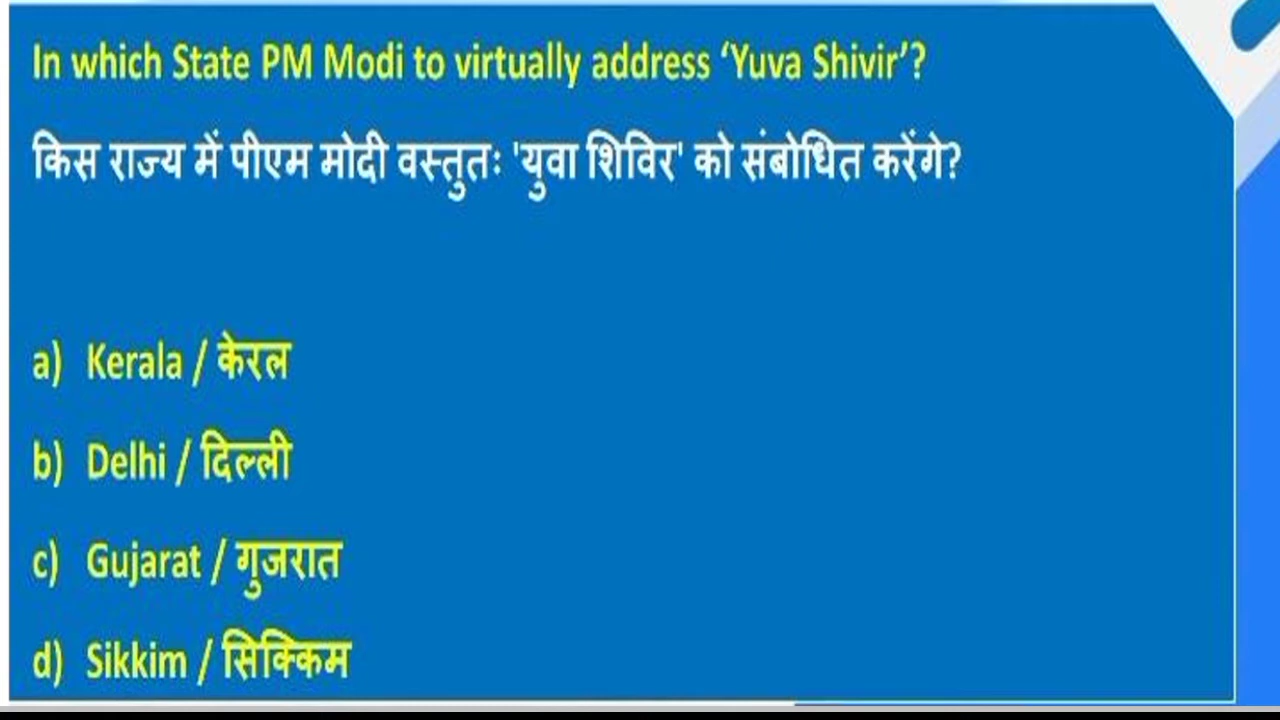 In which State PM Modi to virtually address ‘Yuva Shivir’?
किस राज्य में पीएम मोदी वस्तुतः 'युवा शिविर' को संबोधित करेंगे?
a) Kerala / केरल
b) Delhi / दिल्ली
c) Gujarat / गुजरात
d) Sikkim / सिक्किम